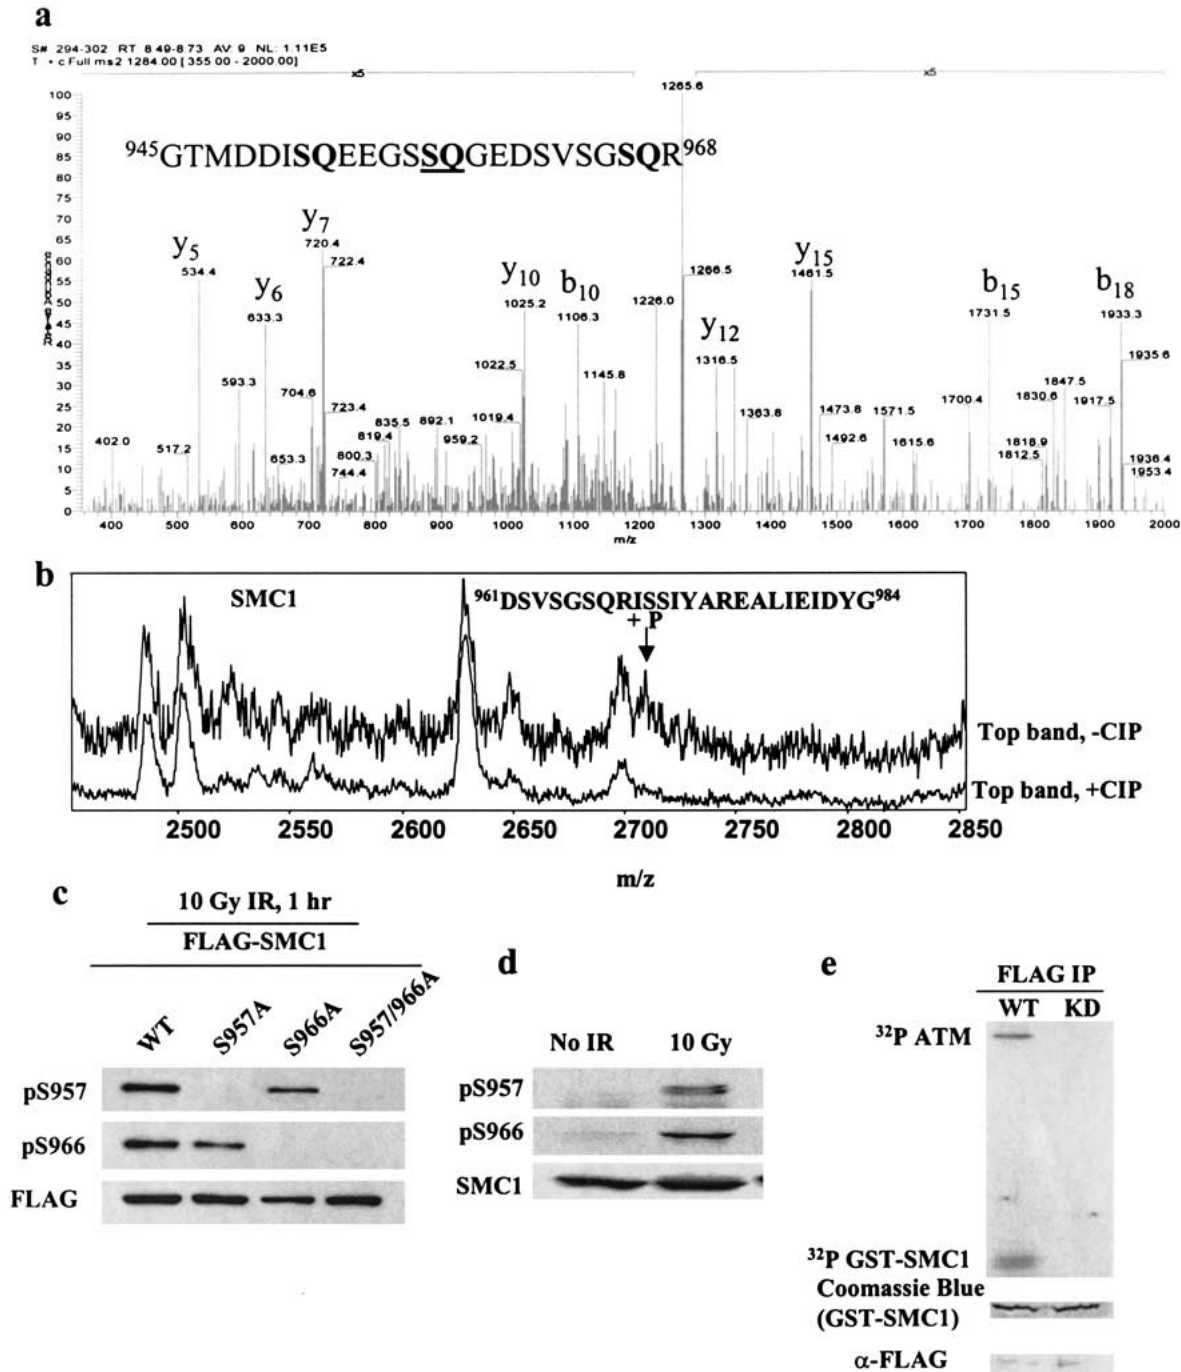 a
S# 294-302 RT 8.49-8.73 AV: 9 NL: 1.11E5
T + c Full ms2 1284.00 [ 355.00 - 2000.00]
x5
x5
1265.6
945GTMDDISQEEGSSQGEDSVSGSQR968
y5
534.4
y6
633.3
y7
720.4
722.4
y10
1025.2
b10
1106.3
1226.0
1266.5
y12
1316.5
y15
1461.5
b15
1731.5
b18
1933.3
1935.6
402.0
517.2
593.3
653.3
704.6
723.4
744.4
800.3
819.4
835.5
892.1
959.2
1019.4
1022.5
1145.8
1363.8
1473.8
1492.6
1571.5
1615.6
1700.4
1812.5
1818.9
1830.6
1847.5
1917.5
1936.4
1953.4
100
95
90
85
80
75
70
65
60
55
50
45
40
35
30
25
20
15
10
5
0
400 500 600 700 800 900 1000 1100 1200 1300 1400 1500 1600 1700 1800 1900 2000
m/z
b
SMC1
961DSVSGSQRISSIYAREALIEIDYG984
+ P
Top band, -CIP
Top band, +CIP
2500 2550 2600 2650 2700 2750 2800 2850
m/z
c
10 Gy IR, 1 hr
FLAG-SMC1
WT S957A S966A S957/966A
pS957
pS966
FLAG
d
No IR 10 Gy
pS957
pS966
SMC1
e
FLAG IP
WT KD
32P ATM
32P GST-SMC1
Coomassie Blue
(GST-SMC1)
α-FLAG